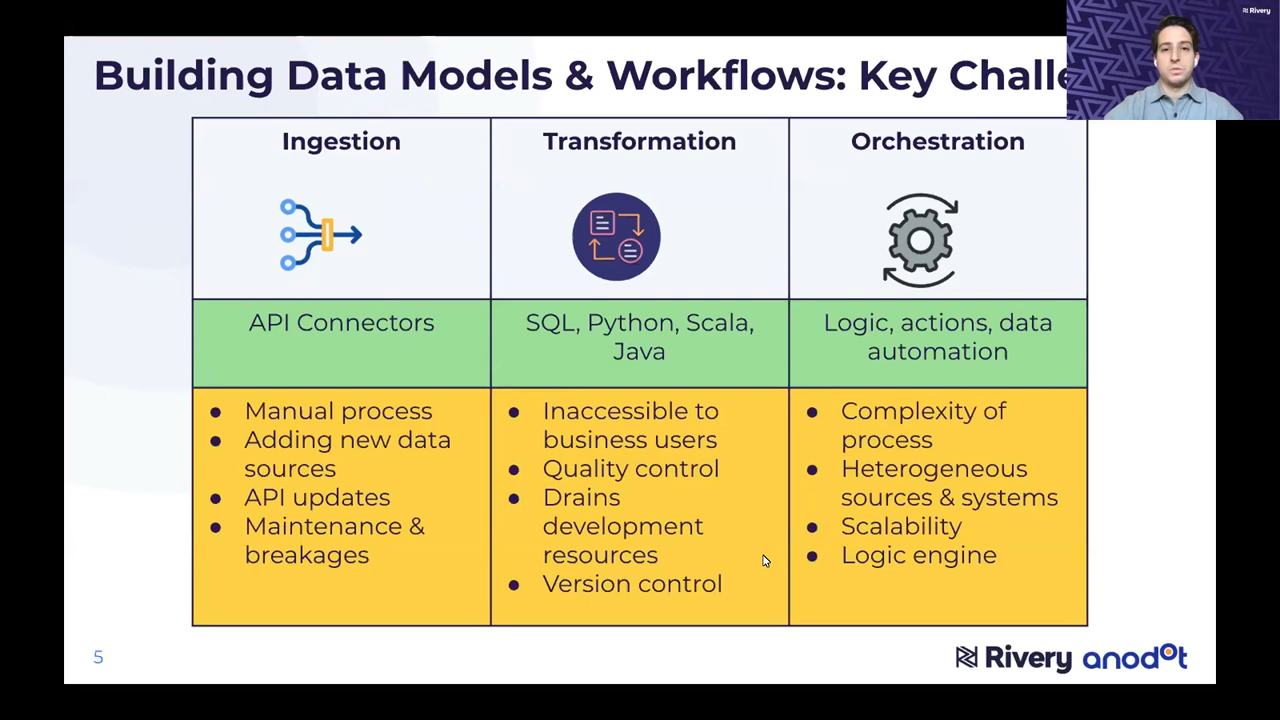 Rivery
Building Data Models & Workflows: Key Challe
Ingestion
Transformation
Orchestration
API Connectors
SQL, Python, Scala,
Java
Logic, actions, data
automation
● Manual process
● Adding new data
sources
● API updates
● Maintenance &
breakages
● Inaccessible to
business users
● Quality control
● Drains
development
resources
● Version control
● Complexity of
process
● Heterogeneous
sources & systems
● Scalability
● Logic engine
5
Rivery anodot